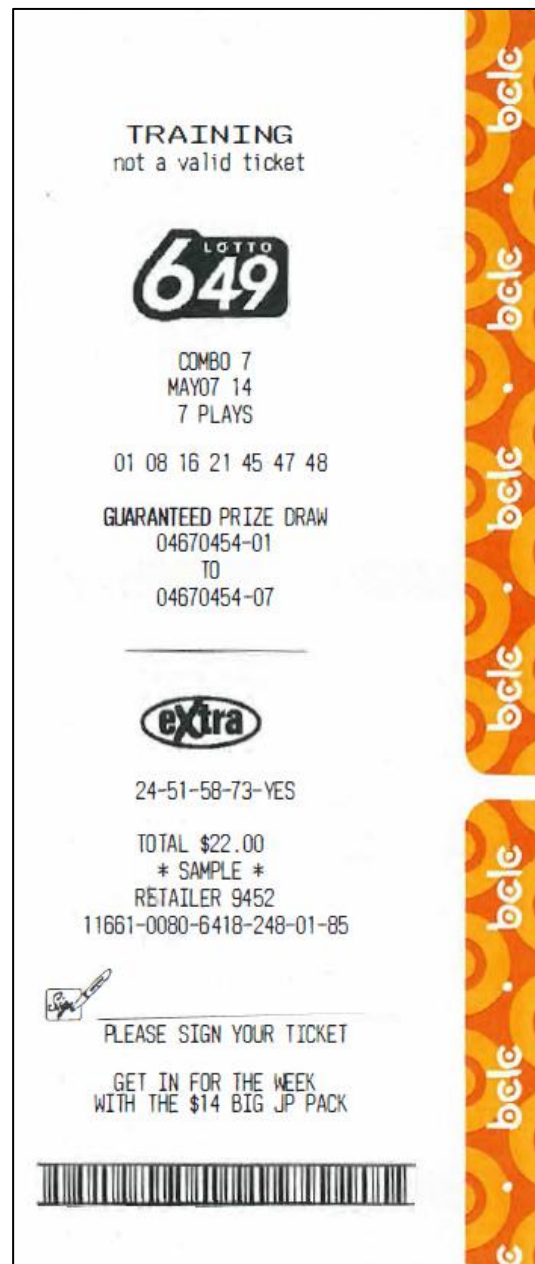 TRAINING
not a valid ticket
LOTTO
649
COMBO 7
MAY07 14
7 PLAYS
01 08 16 21 45 47 48
GUARANTEED PRIZE DRAW
04670454-01
TO
04670454-07
eXtra
24-51-58-73-YES
TOTAL $22.00
* SAMPLE *
RETAILER 9452
11661-0080-6418-248-01-85
Sign
PLEASE SIGN YOUR TICKET
GET IN FOR THE WEEK
WITH THE $14 BIG JP PACK
bclc . bclc . bclc . bclc
bclc . bclc . c